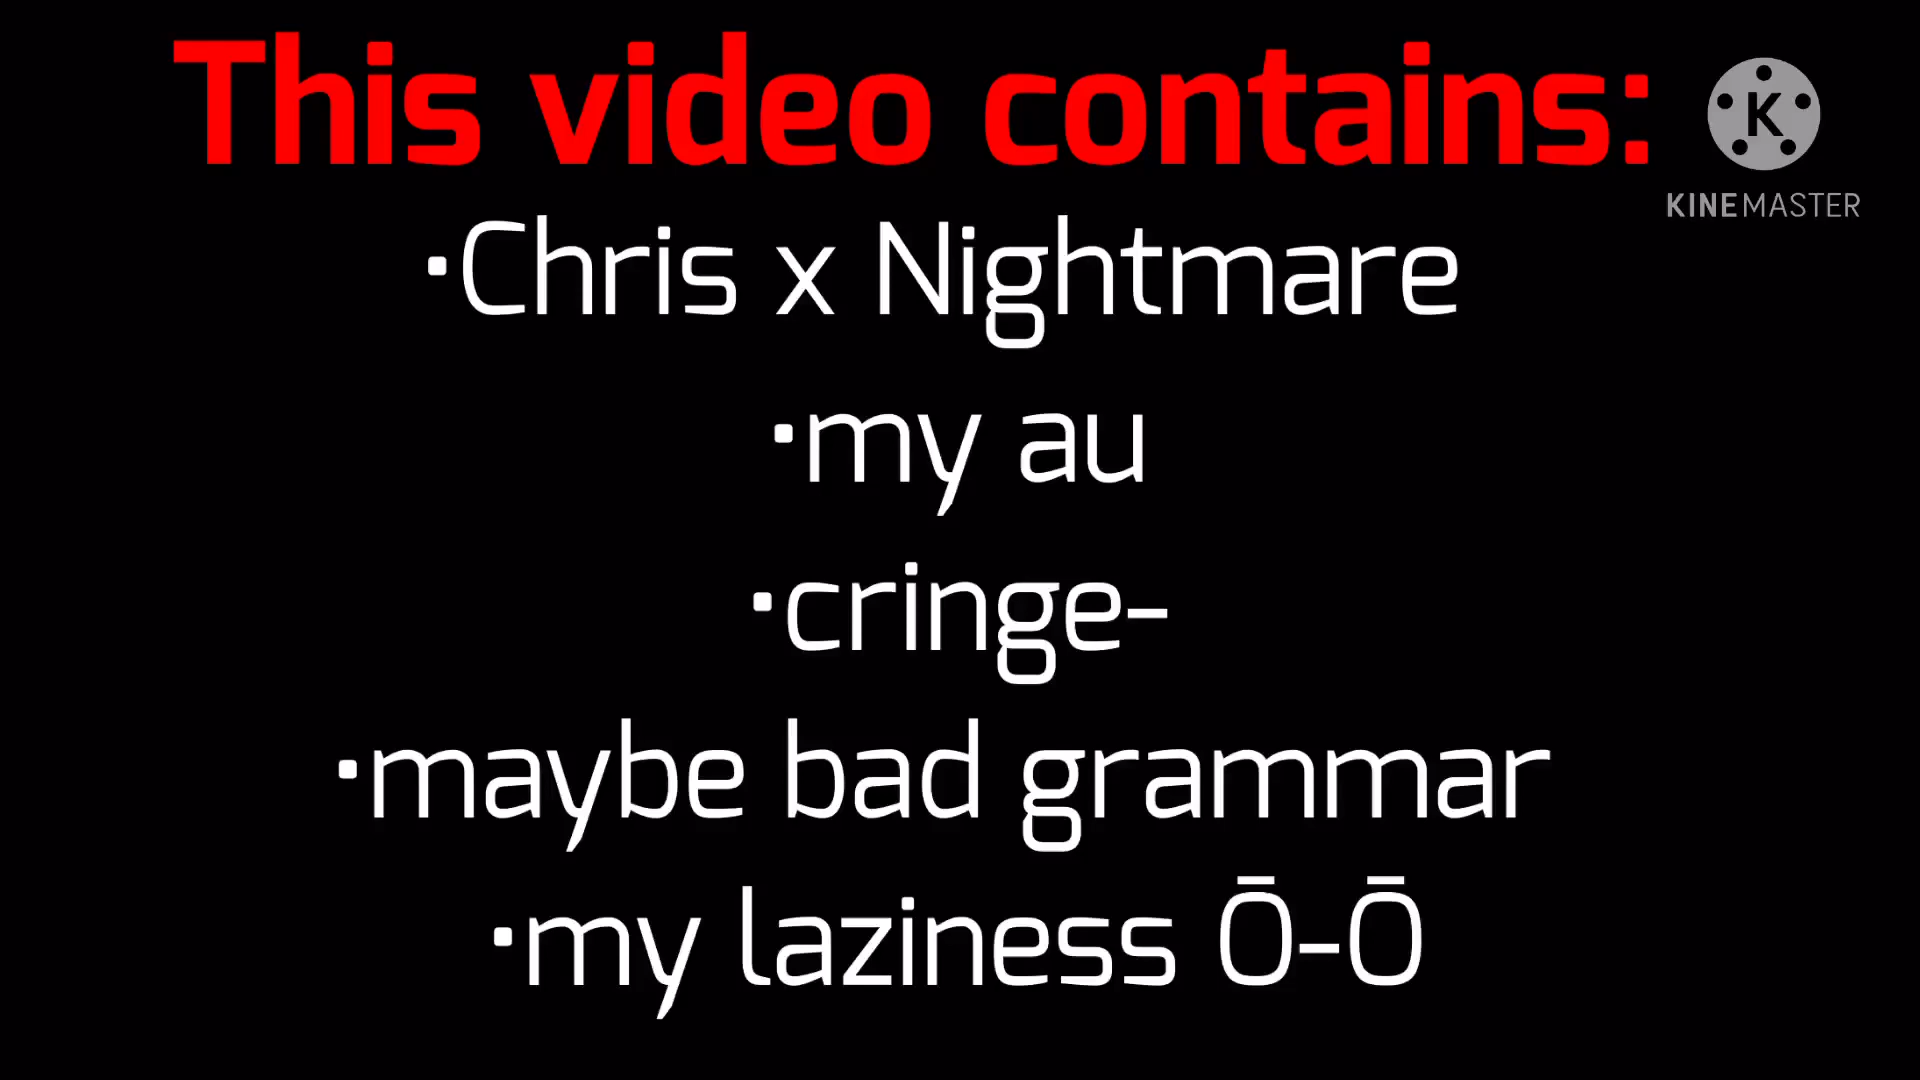 This video contains:
K
KINEMASTER
•Chris x Nightmare
•my au
•cringe-
•maybe bad grammar
•my laziness Ō-Ō